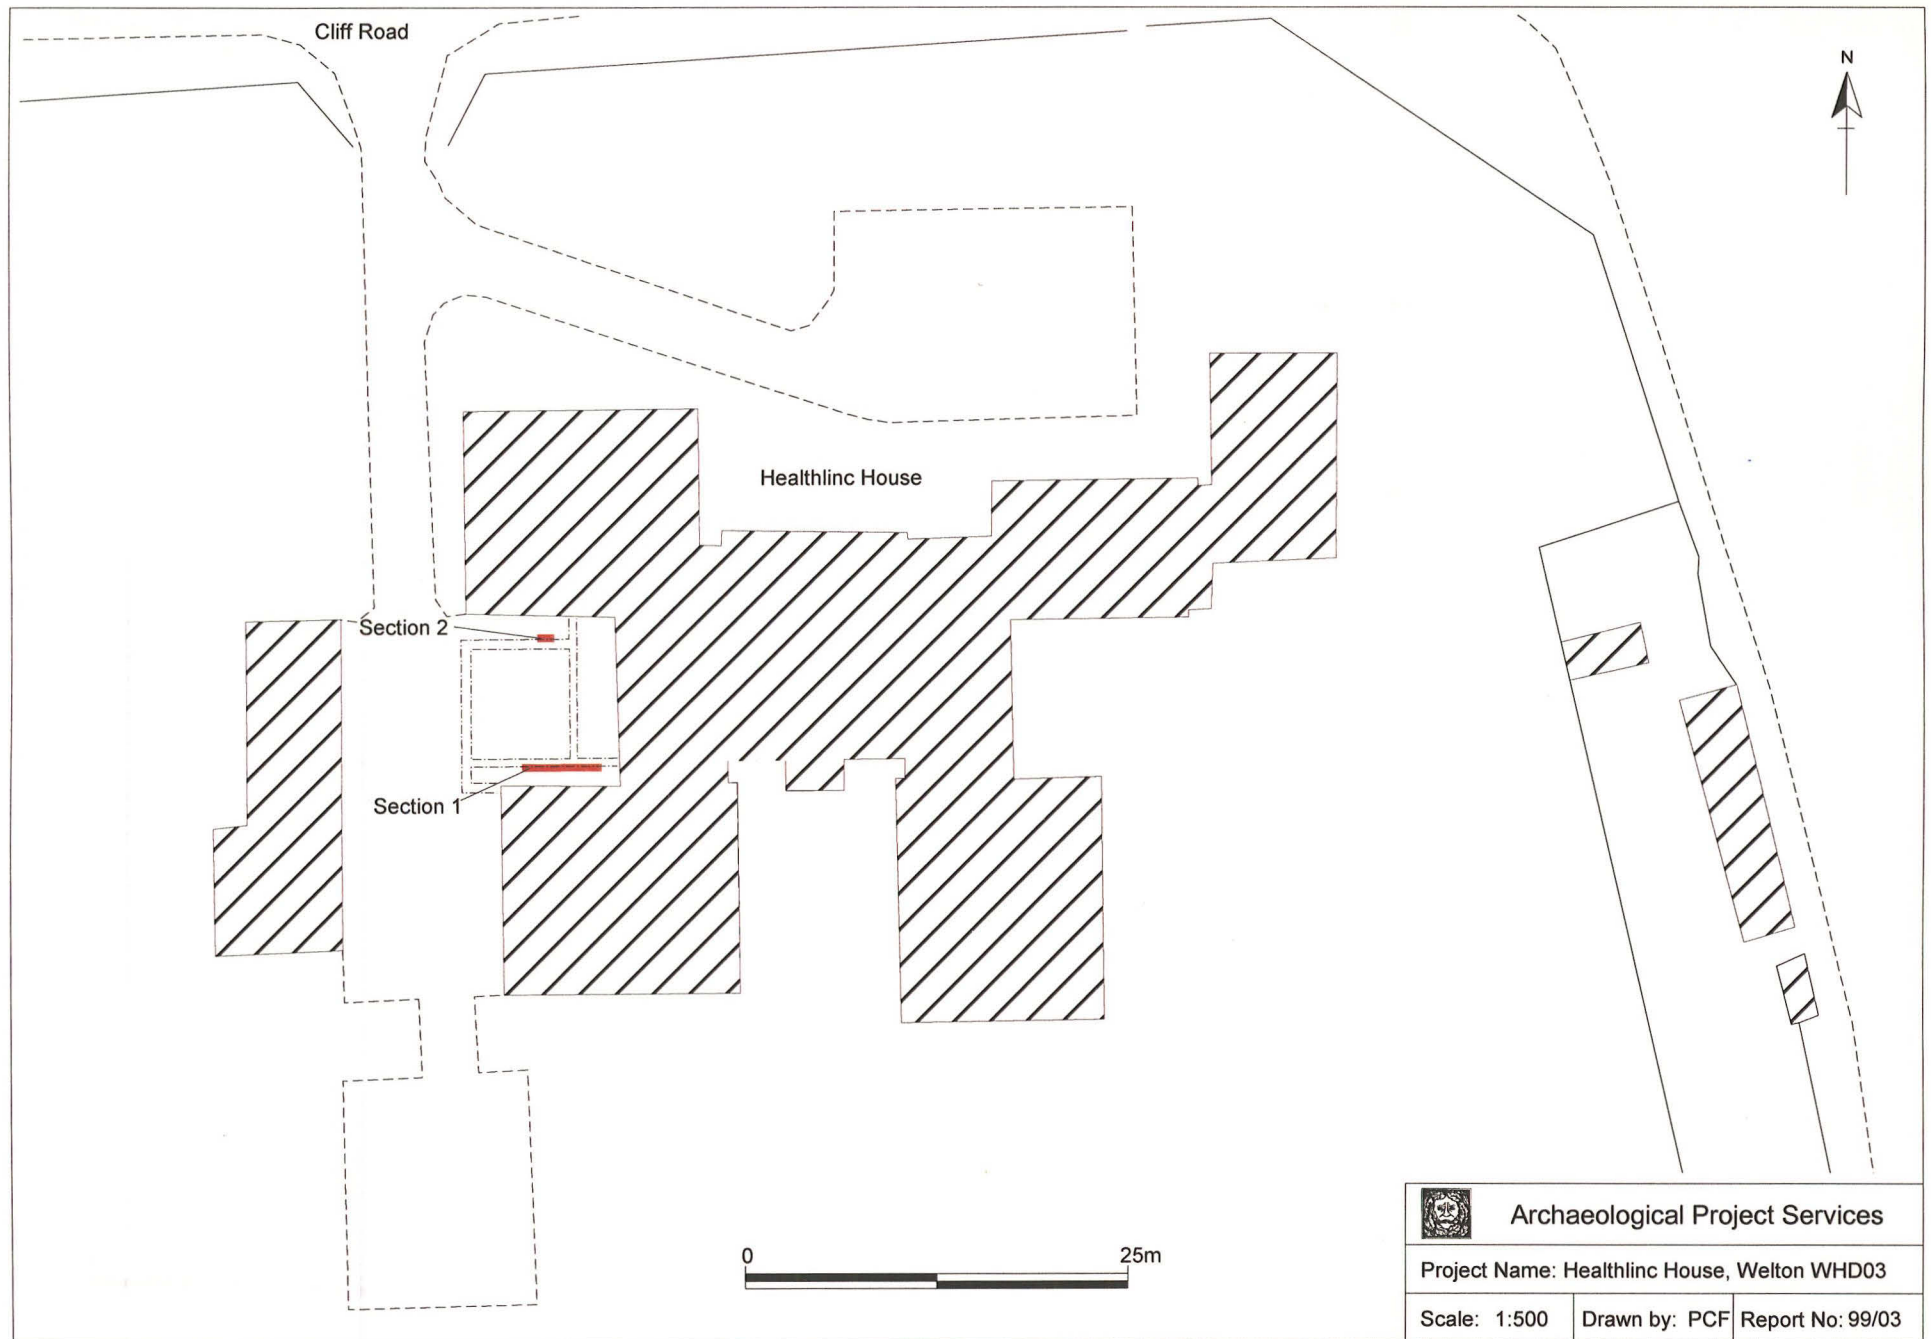 Cliff Road
N
Healthlinc House
Section 2
Section 1
0 25m
Archaeological Project Services
Project Name: Healthlinc House, Welton WHD03
Scale: 1:500 Drawn by: PCF Report No: 99/03